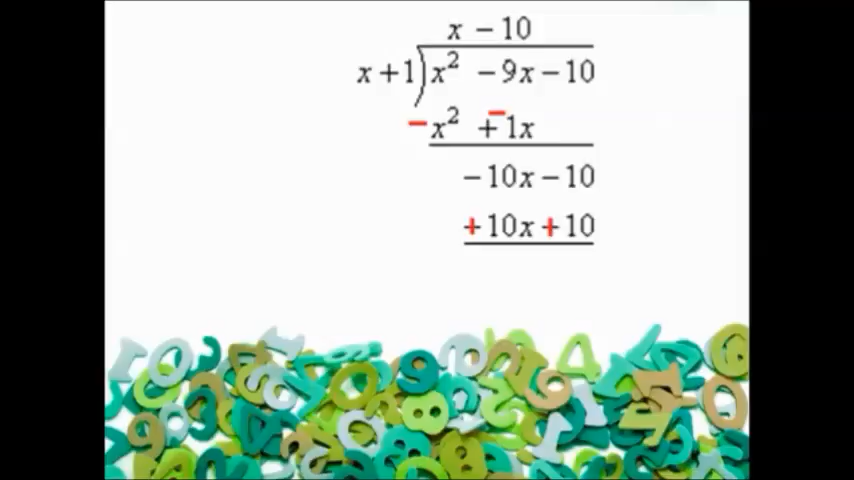 x − 10
x + 1)x² − 9x − 10
− x² +− 1x
− 10x − 10
+ 10x + 10